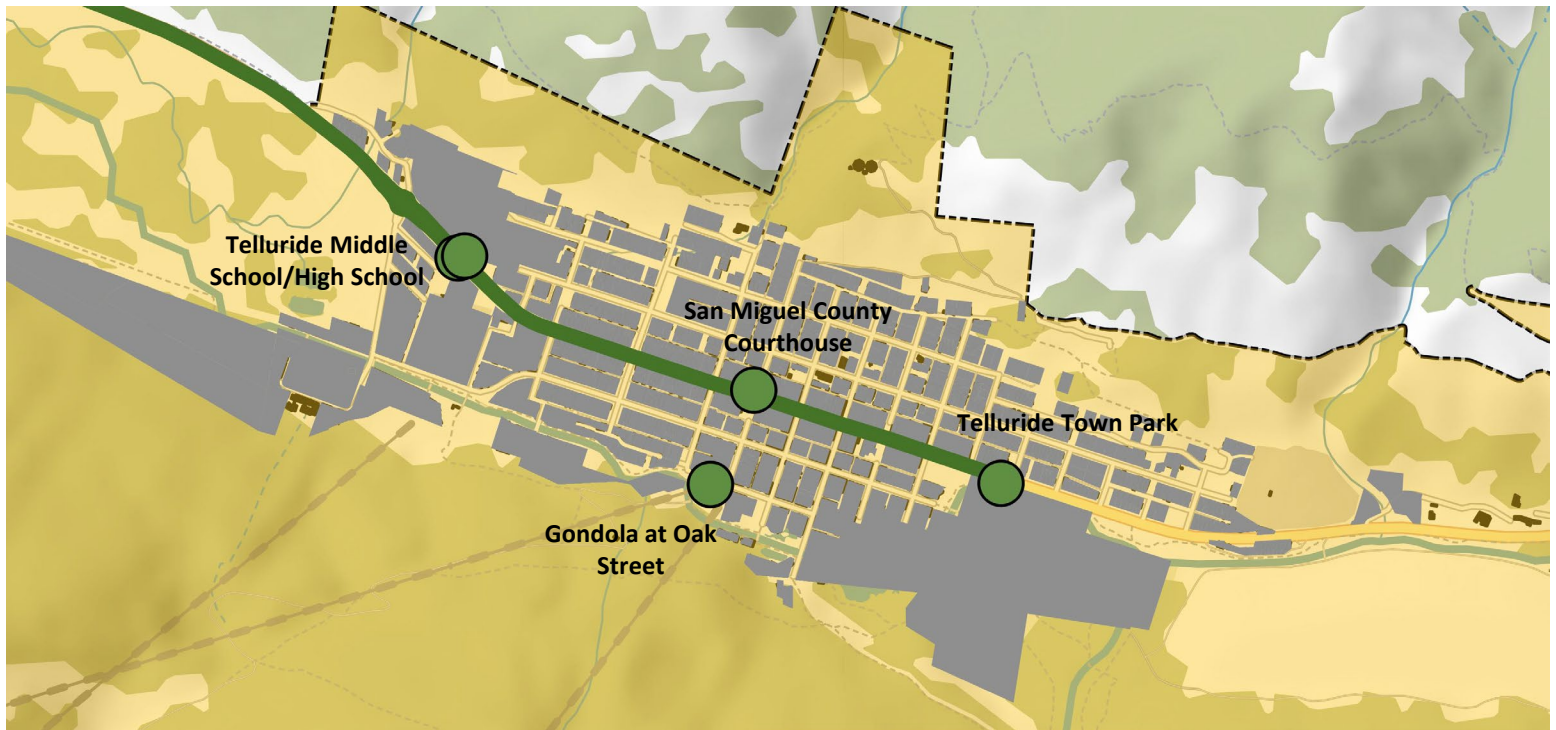 Telluride Middle
School/High School
San Miguel County
Courthouse
Telluride Town Park
Gondola at Oak
Street